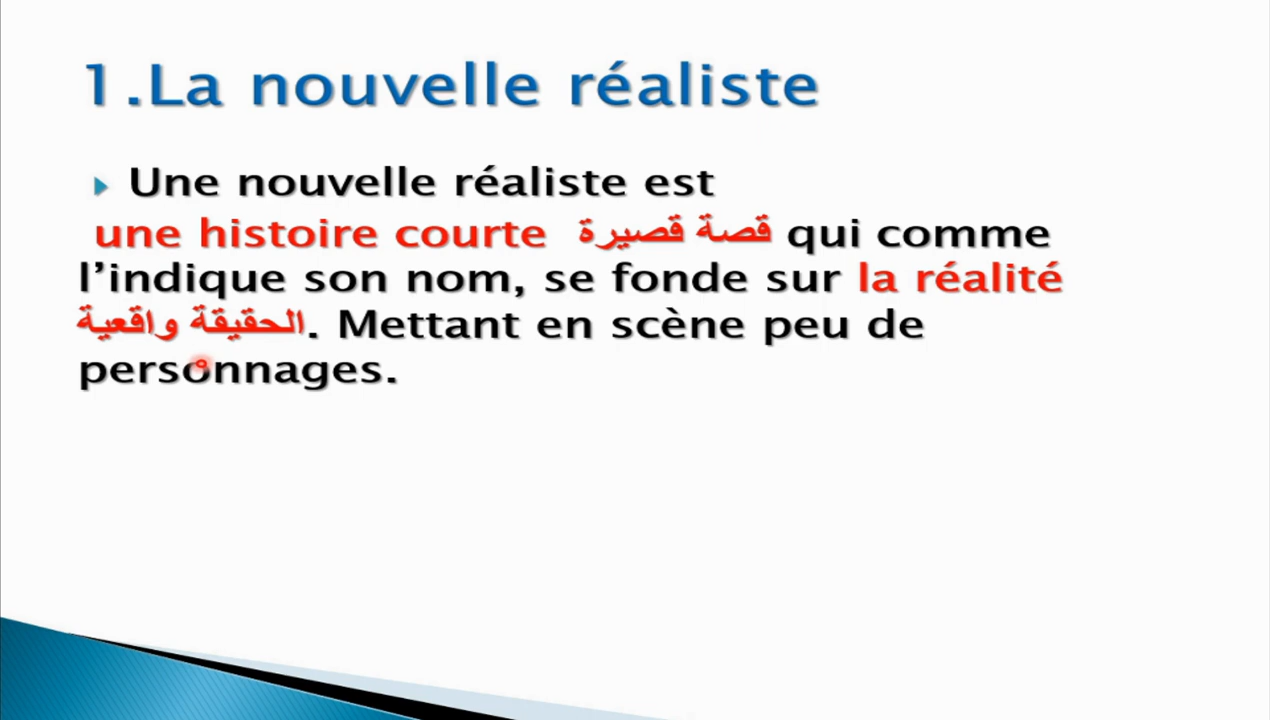 1.La nouvelle réaliste
Une nouvelle réaliste est
une histoire courte قصة قصيرة qui comme
l’indique son nom, se fonde sur la réalité
الحقيقة واقعية. Mettant en scène peu de
personnages.